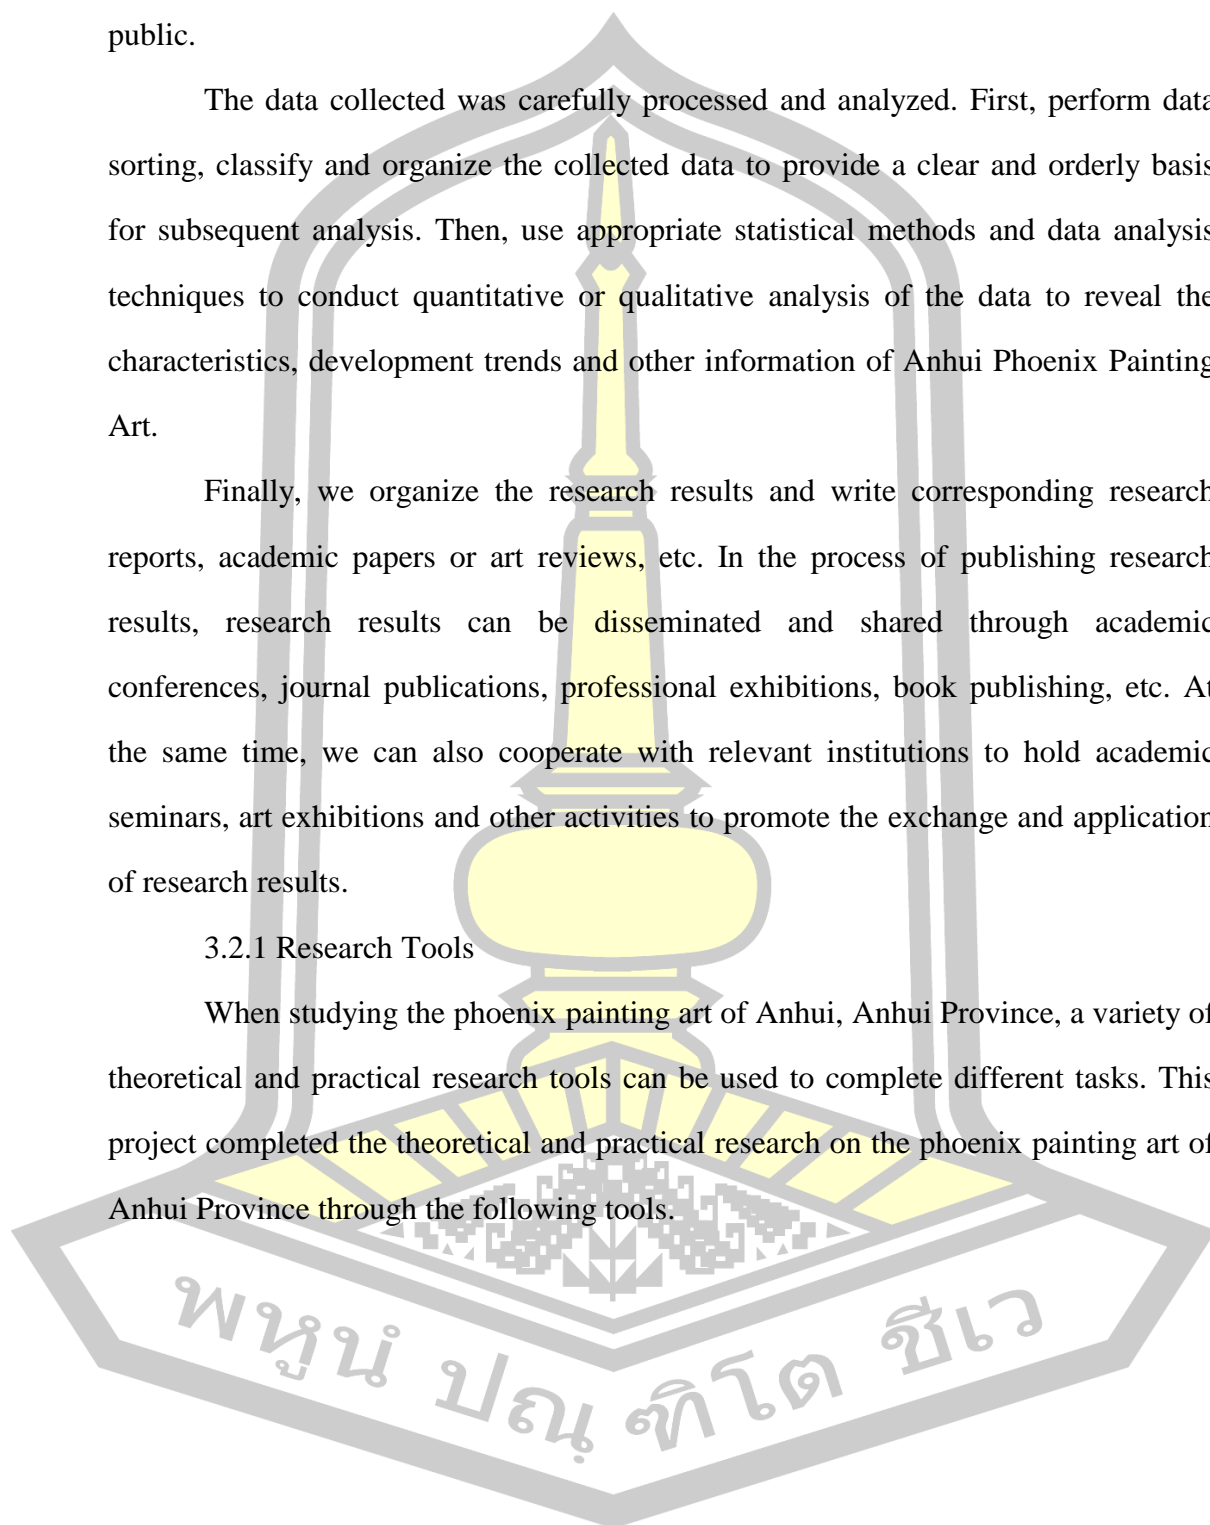 public.
The data collected was carefully processed and analyzed. First, perform data
sorting, classify and organize the collected data to provide a clear and orderly basis
for subsequent analysis. Then, use appropriate statistical methods and data analysis
techniques to conduct quantitative or qualitative analysis of the data to reveal the
characteristics, development trends and other information of Anhui Phoenix Painting
Art.
Finally, we organize the research results and write corresponding research
reports, academic papers or art reviews, etc. In the process of publishing research
results, research results can be disseminated and shared through academic
conferences, journal publications, professional exhibitions, book publishing, etc. At
the same time, we can also cooperate with relevant institutions to hold academic
seminars, art exhibitions and other activities to promote the exchange and application
of research results.
3.2.1 Research Tools
When studying the phoenix painting art of Anhui, Anhui Province, a variety of
theoretical and practical research tools can be used to complete different tasks. This
project completed the theoretical and practical research on the phoenix painting art of
Anhui Province through the following tools.
พหูนํ ปณฺฑิโต ชีเว